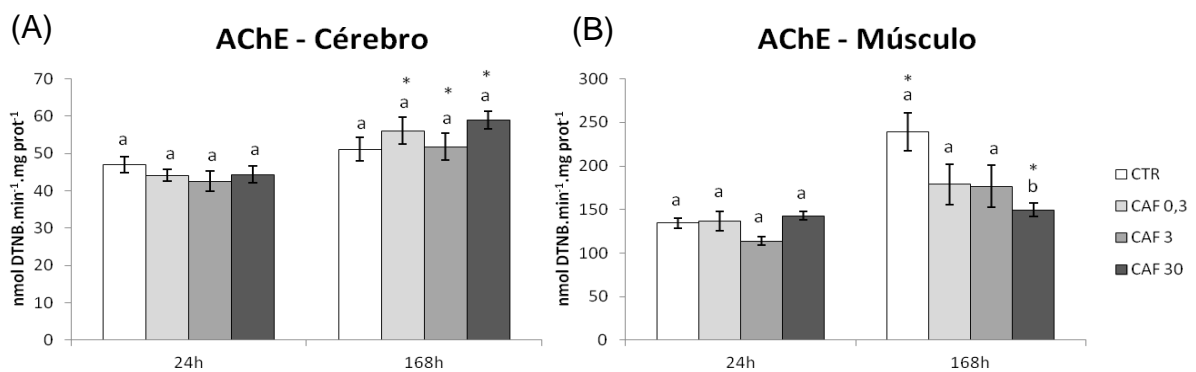 (A)
AChE - Cérebro
nmol DTNB.min⁻¹.mg prot⁻¹
70
60
50
40
30
20
10
0
a
a
a
a
a
*
a
*
a
*
a
24h
168h
(B)
AChE - Músculo
nmol DTNB.min⁻¹.mg prot⁻¹
300
250
200
150
100
50
0
a
a
a
a
*
a
a
a
*
b
24h
168h
CTR
CAF 0,3
CAF 3
CAF 30